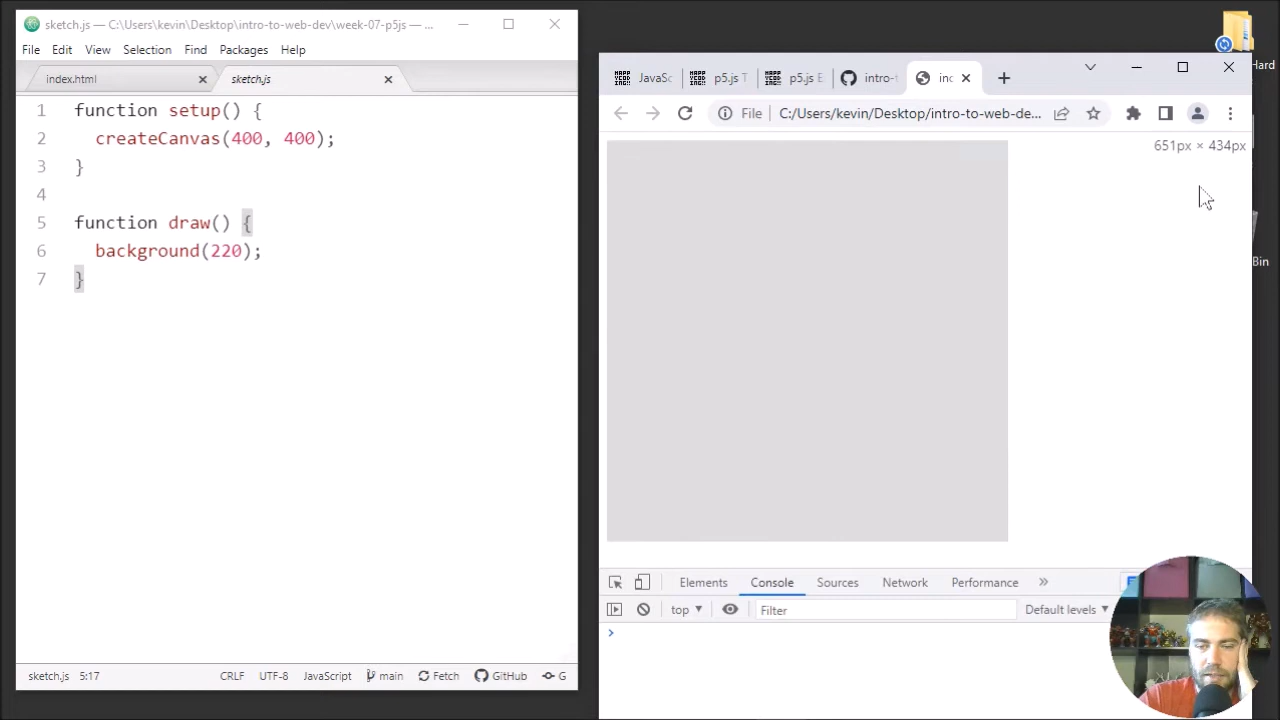 sketch.js — C:\Users\kevin\Desktop\intro-to-web-dev\week-07-p5js — ...
File Edit View Selection Find Packages Help
index.html
sketch.js
1 function setup() {
2 createCanvas(400, 400);
3 }
4
5 function draw() {
6 background(220);
7 }
sketch.js 5:17 CRLF UTF-8 JavaScript main Fetch GitHub G
Hard
Bin
JavaSc
p5.js T
p5.js E
intro-t
inc
File C:/Users/kevin/Desktop/intro-to-web-de...
651px × 434px
Elements Console Sources Network Performance »
top Filter Default levels